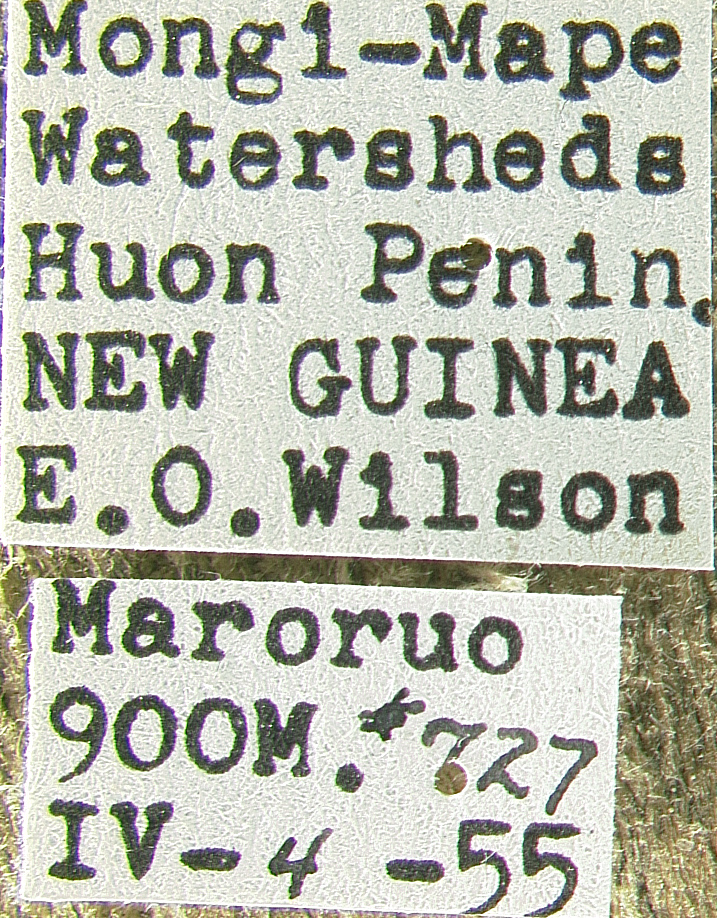 Mongi-Mape
Watersheds
Huon Penin.
NEW GUINEA
E.O.Wilson
Maroruo
900M. #727
IV-4-55